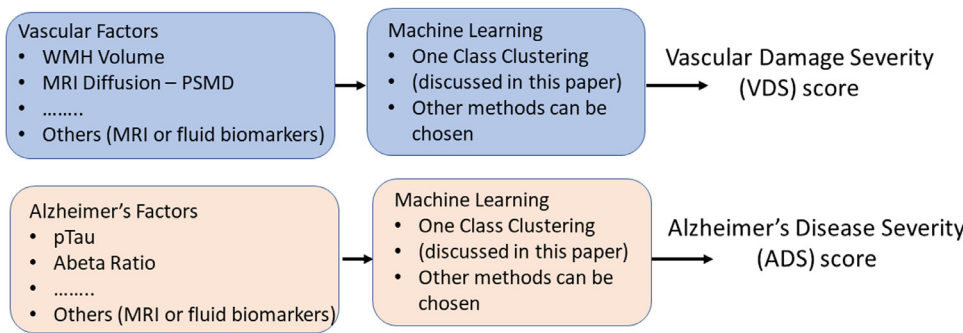 Vascular Factors
• WMH Volume
• MRI Diffusion – PSMD
• ……..
• Others (MRI or fluid biomarkers)
Machine Learning
• One Class Clustering
• (discussed in this paper)
• Other methods can be
chosen
Vascular Damage Severity
(VDS) score
Alzheimer’s Factors
• pTau
• Abeta Ratio
• ……..
• Others (MRI or fluid biomarkers)
Machine Learning
• One Class Clustering
• (discussed in this paper)
• Other methods can be
chosen
Alzheimer’s Disease Severity
(ADS) score